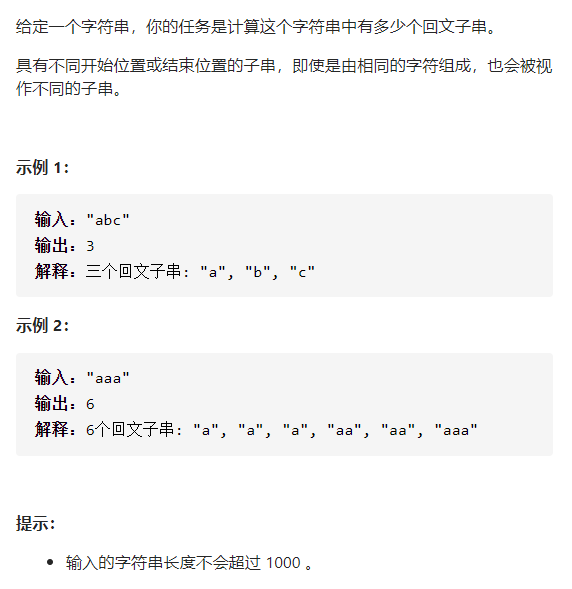 给定一个字符串，你的任务是计算这个字符串中有多少个回文子串。
具有不同开始位置或结束位置的子串，即使是由相同的字符组成，也会被视
作不同的子串。
示例 1：
输入："abc"
输出：3
解释：三个回文子串: "a", "b", "c"
示例 2：
输入："aaa"
输出：6
解释：6个回文子串: "a", "a", "a", "aa", "aa", "aaa"
提示：
• 输入的字符串长度不会超过 1000 。